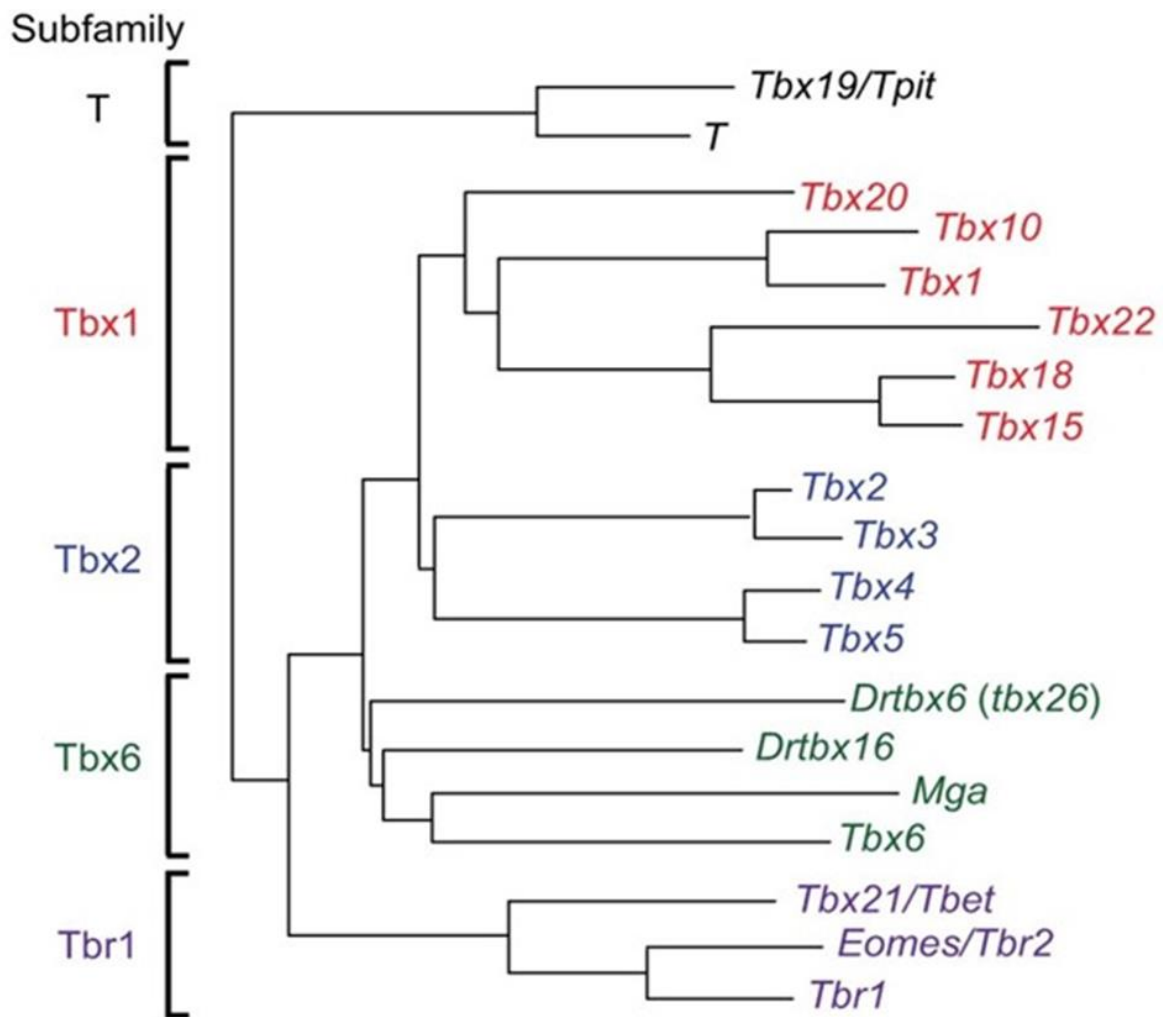 Subfamily
T
Tbx19/Tpit
T
Tbx1
Tbx20
Tbx10
Tbx1
Tbx22
Tbx18
Tbx15
Tbx2
Tbx2
Tbx3
Tbx4
Tbx5
Tbx6
Drtbx6 (tbx26)
Drtbx16
Mga
Tbx6
Tbr1
Tbx21/Tbet
Eomes/Tbr2
Tbr1